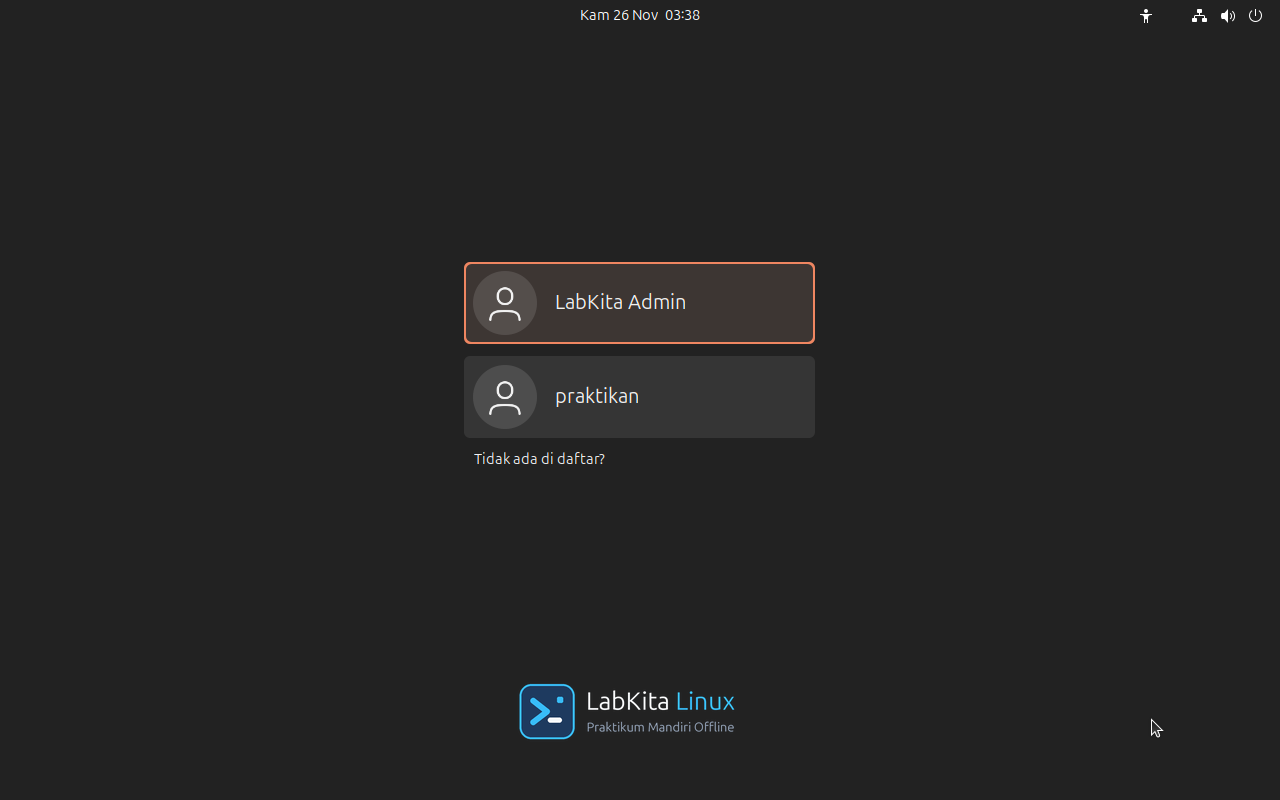 Kam 26 Nov 03:38
LabKita Admin
praktikan
Tidak ada di daftar?
LabKita Linux
Praktikum Mandiri Offline